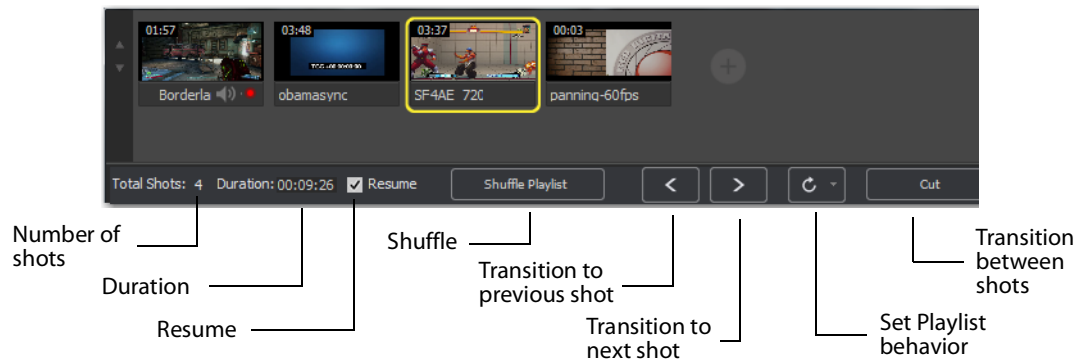 01:57
03:48
03:37
00:03
Borderla
obamasync
SF4AE_720
panning-60fps
Total Shots: 4 Duration: 00:09:26 Resume Shuffle Playlist Cut
Number of
shots
Duration
Resume
Shuffle
Transition to
previous shot
Transition to
next shot
Set Playlist
behavior
Transition
between
shots